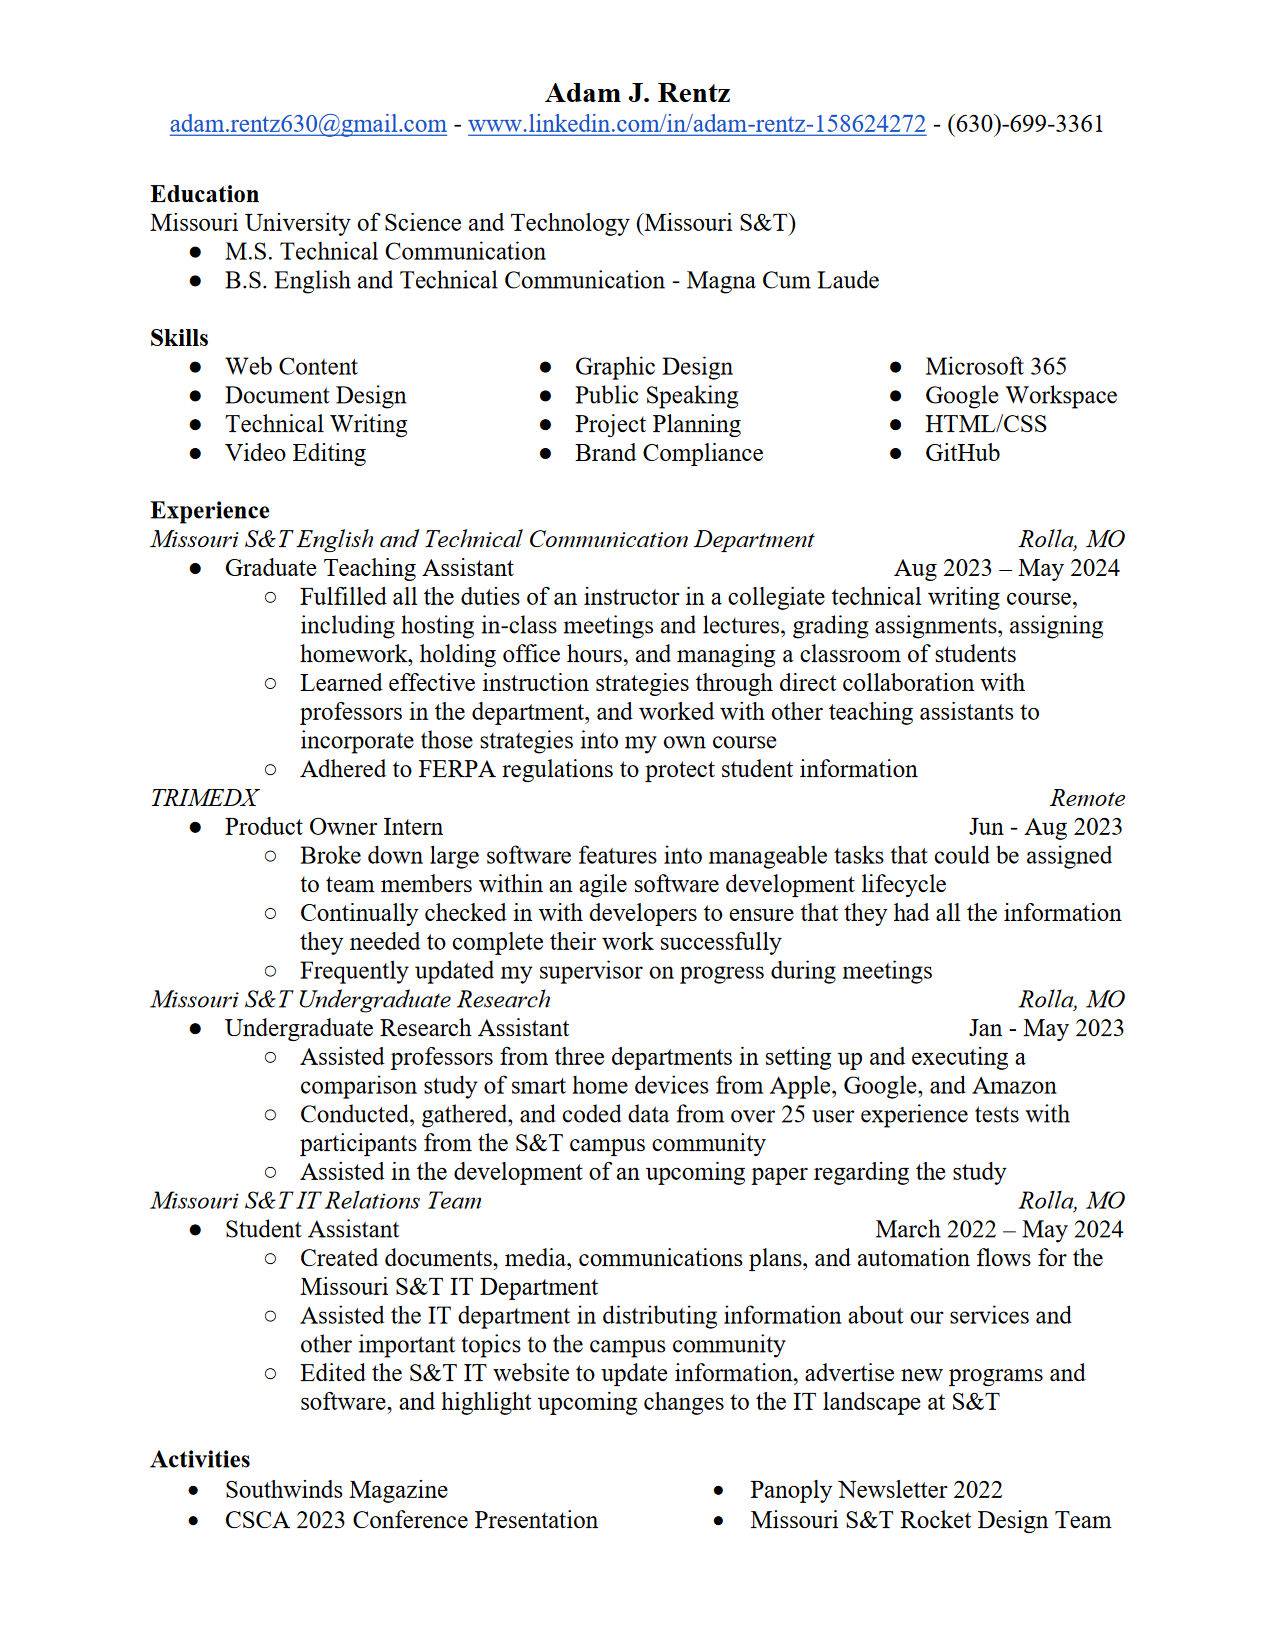 Adam J. Rentz
adam.rentz630@gmail.com - www.linkedin.com/in/adam-rentz-158624272 - (630)-699-3361
Education
Missouri University of Science and Technology (Missouri S&T)
● M.S. Technical Communication
● B.S. English and Technical Communication - Magna Cum Laude
Skills
● Web Content
● Document Design
● Technical Writing
● Video Editing
● Graphic Design
● Public Speaking
● Project Planning
● Brand Compliance
● Microsoft 365
● Google Workspace
● HTML/CSS
● GitHub
Experience
Missouri S&T English and Technical Communication Department Rolla, MO
● Graduate Teaching Assistant Aug 2023 – May 2024
○ Fulfilled all the duties of an instructor in a collegiate technical writing course,
including hosting in-class meetings and lectures, grading assignments, assigning
homework, holding office hours, and managing a classroom of students
○ Learned effective instruction strategies through direct collaboration with
professors in the department, and worked with other teaching assistants to
incorporate those strategies into my own course
○ Adhered to FERPA regulations to protect student information
TRIMEDX Remote
● Product Owner Intern Jun - Aug 2023
○ Broke down large software features into manageable tasks that could be assigned
to team members within an agile software development lifecycle
○ Continually checked in with developers to ensure that they had all the information
they needed to complete their work successfully
○ Frequently updated my supervisor on progress during meetings
Missouri S&T Undergraduate Research Rolla, MO
● Undergraduate Research Assistant Jan - May 2023
○ Assisted professors from three departments in setting up and executing a
comparison study of smart home devices from Apple, Google, and Amazon
○ Conducted, gathered, and coded data from over 25 user experience tests with
participants from the S&T campus community
○ Assisted in the development of an upcoming paper regarding the study
Missouri S&T IT Relations Team Rolla, MO
● Student Assistant March 2022 – May 2024
○ Created documents, media, communications plans, and automation flows for the
Missouri S&T IT Department
○ Assisted the IT department in distributing information about our services and
other important topics to the campus community
○ Edited the S&T IT website to update information, advertise new programs and
software, and highlight upcoming changes to the IT landscape at S&T
Activities
● Southwinds Magazine
● CSCA 2023 Conference Presentation
● Panoply Newsletter 2022
● Missouri S&T Rocket Design Team